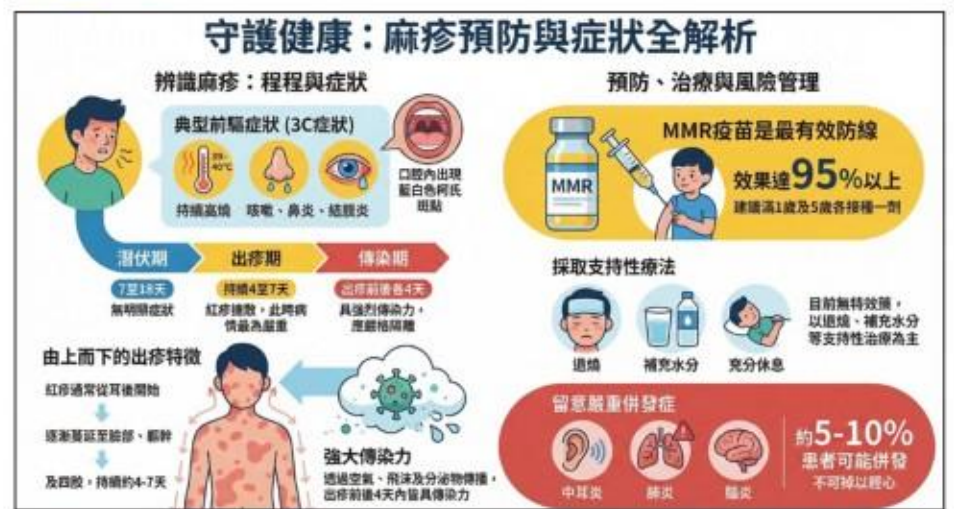 守護健康：麻疹預防與症狀全解析
辨識麻疹：程程與症狀
典型前驅症狀 (3C症狀)
39-
40°C
持續高燒
咳嗽、鼻炎、結膜炎
口腔內出現
藍白色柯氏
斑點
潛伏期
7至18天
無明顯症狀
出疹期
持續4至7天
紅疹擴散，此時病
情最為嚴重
傳染期
出疹前後各4天
具強烈傳染力，
應嚴格隔離
由上而下的出疹特徵
紅疹通常從耳後開始
逐漸蔓延至臉部、軀幹
及四肢，持續約4-7天
強大傳染力
透過空氣、飛沫及分泌物傳播，
出疹前後4天內皆具傳染力
預防、治療與風險管理
MMR
MMR疫苗是最有效防線
效果達95%以上
建議滿1歲及5歲各接種一劑
採取支持性療法
退燒
補充水分
充分休息
目前無特效藥，
以退燒、補充水分
等支持性治療為主
留意嚴重併發症
中耳炎
肺炎
腦炎
約5-10%
患者可能併發
不可掉以輕心